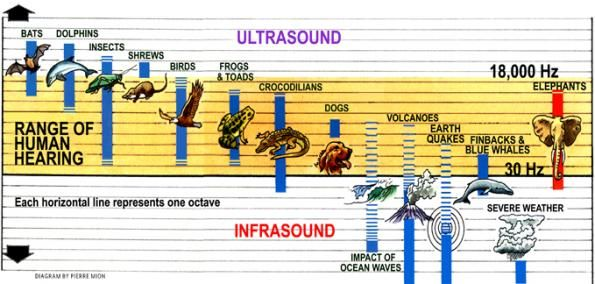 BATS
DOLPHINS
INSECTS
SHREWS
BIRDS
FROGS
& TOADS
CROCODILIANS
DOGS
ULTRASOUND
18,000 Hz
ELEPHANTS
RANGE OF
HUMAN
HEARING
VOLCANOES
EARTH
QUAKES
FINBACKS &
BLUE WHALES
30 Hz
Each horizontal line represents one octave
INFRASOUND
SEVERE WEATHER
IMPACT OF
OCEAN WAVES
DIAGRAM BY PIERRE MION